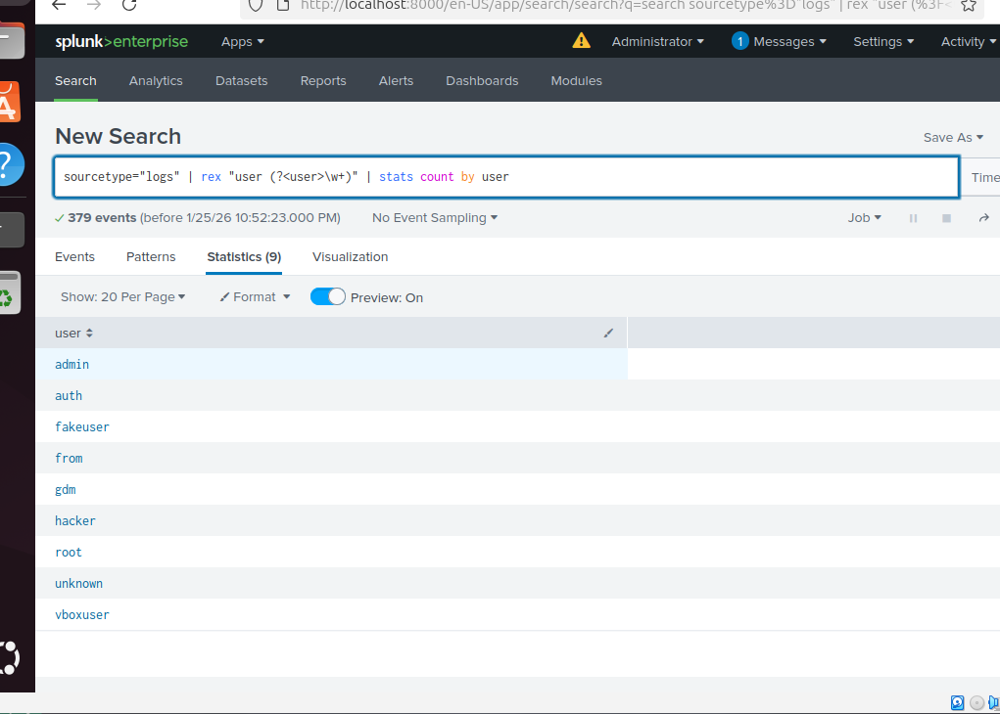 http://localhost:8000/en-US/app/search/search?q=search sourcetype%3D"logs" | rex "user (%3F<
splunk>enterprise Apps Administrator 1 Messages Settings Activity
Search Analytics Datasets Reports Alerts Dashboards Modules
New Search
Save As
sourcetype="logs" | rex "user (?<user>\w+)" | stats count by user
Time
379 events (before 1/25/26 10:52:23.000 PM) No Event Sampling Job
Events Patterns Statistics (9) Visualization
Show: 20 Per Page Format Preview: On
user
admin
auth
fakeuser
from
gdm
hacker
root
unknown
vboxuser